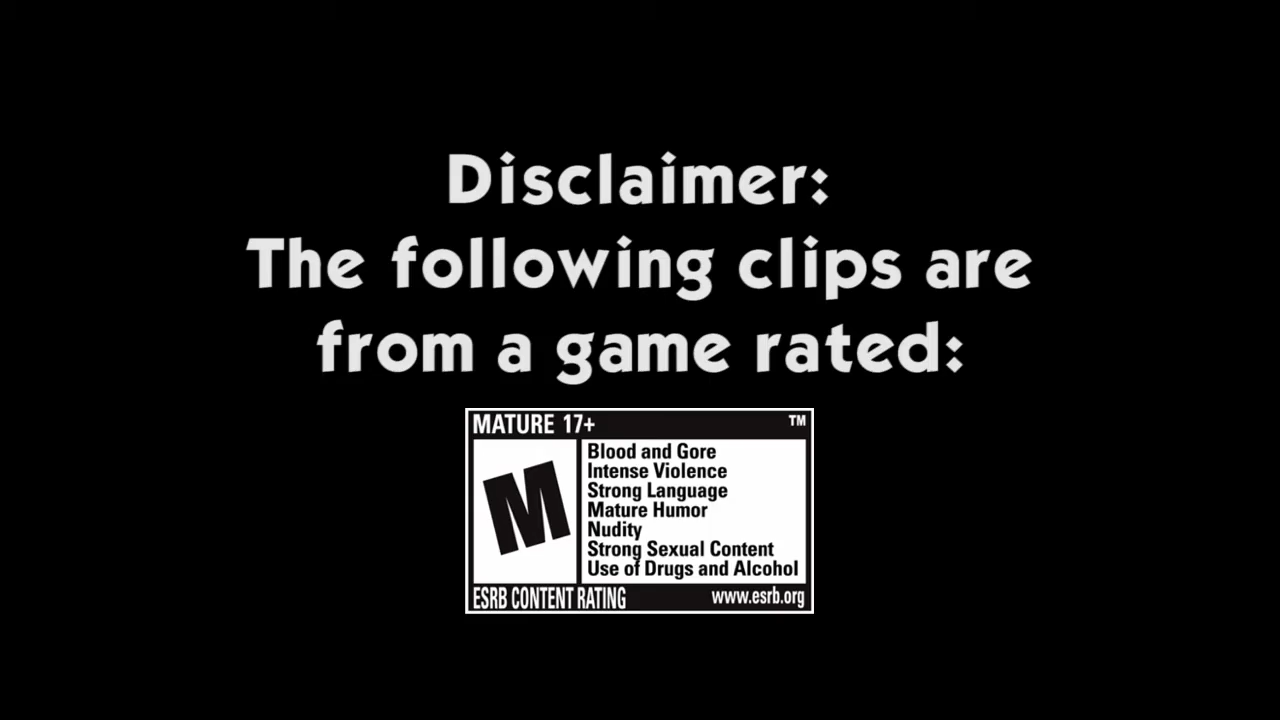 Disclaimer:
The following clips are
from a game rated:
MATURE 17+ ™
M
Blood and Gore
Intense Violence
Strong Language
Mature Humor
Nudity
Strong Sexual Content
Use of Drugs and Alcohol
ESRB CONTENT RATING www.esrb.org